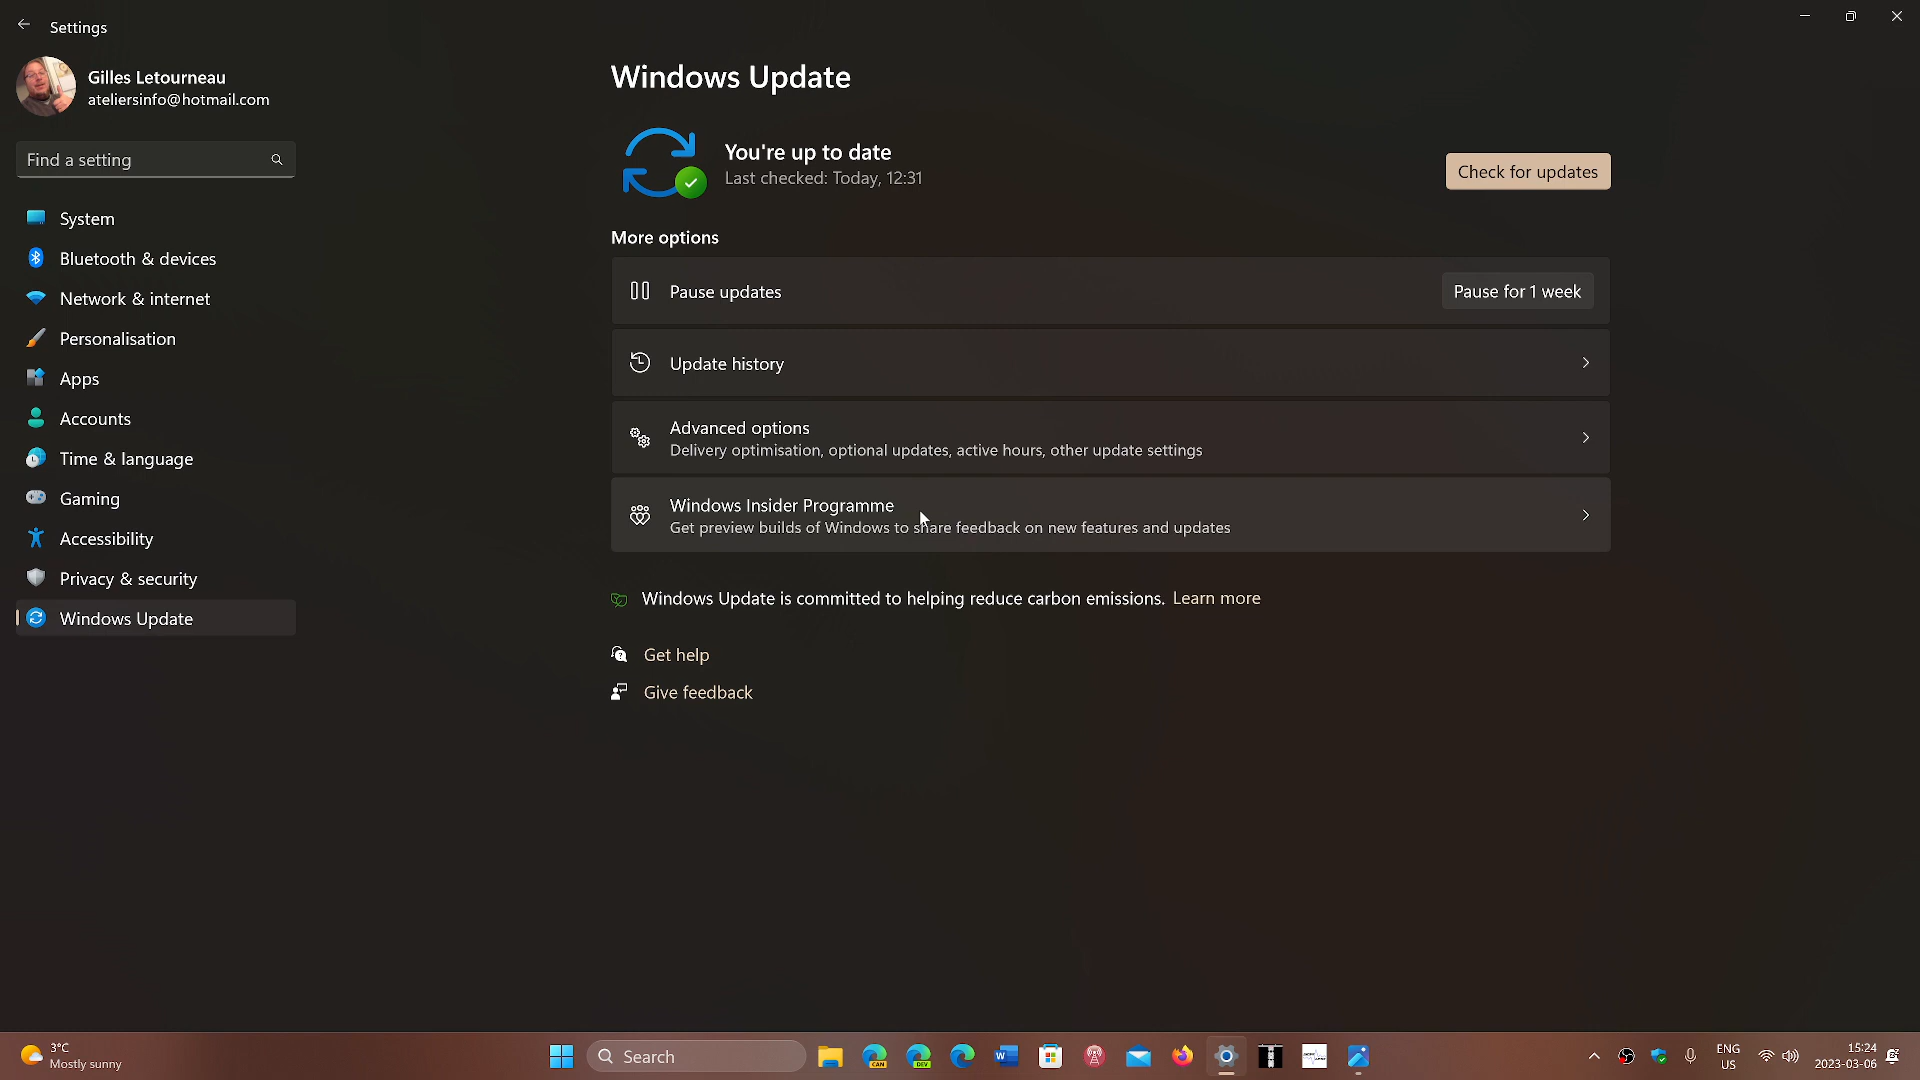 Settings
Gilles Letourneau
ateliersinfo@hotmail.com
Find a setting
System
Bluetooth & devices
Network & internet
Personalisation
Apps
Accounts
Time & language
Gaming
Accessibility
Privacy & security
Windows Update
Windows Update
You're up to date
Last checked: Today, 12:31
Check for updates
More options
Pause updates
Pause for 1 week
Update history
Advanced options
Delivery optimisation, optional updates, active hours, other update settings
Windows Insider Programme
Get preview builds of Windows to share feedback on new features and updates
Windows Update is committed to helping reduce carbon emissions. Learn more
Get help
Give feedback
3°C
Mostly sunny
Search
CAN
DEV
W
ENG
US
15:24
2023-03-06